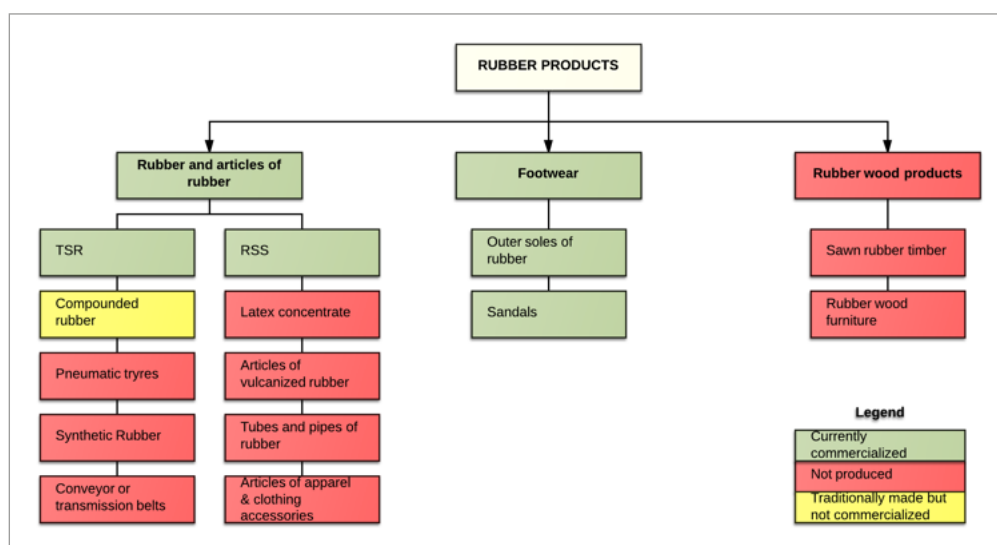 RUBBER PRODUCTS
Rubber and articles of
rubber
Footwear
Rubber wood products
TSR
RSS
Outer soles of
rubber
Sawn rubber timber
Compounded
rubber
Latex concentrate
Sandals
Rubber wood
furniture
Pneumatic tryres
Articles of
vulcanized rubber
Synthetic Rubber
Tubes and pipes of
rubber
Conveyor or
transmission belts
Articles of apparel
& clothing
accessories
Legend
Currently
commercialized
Not produced
Traditionally made but
not commercialized